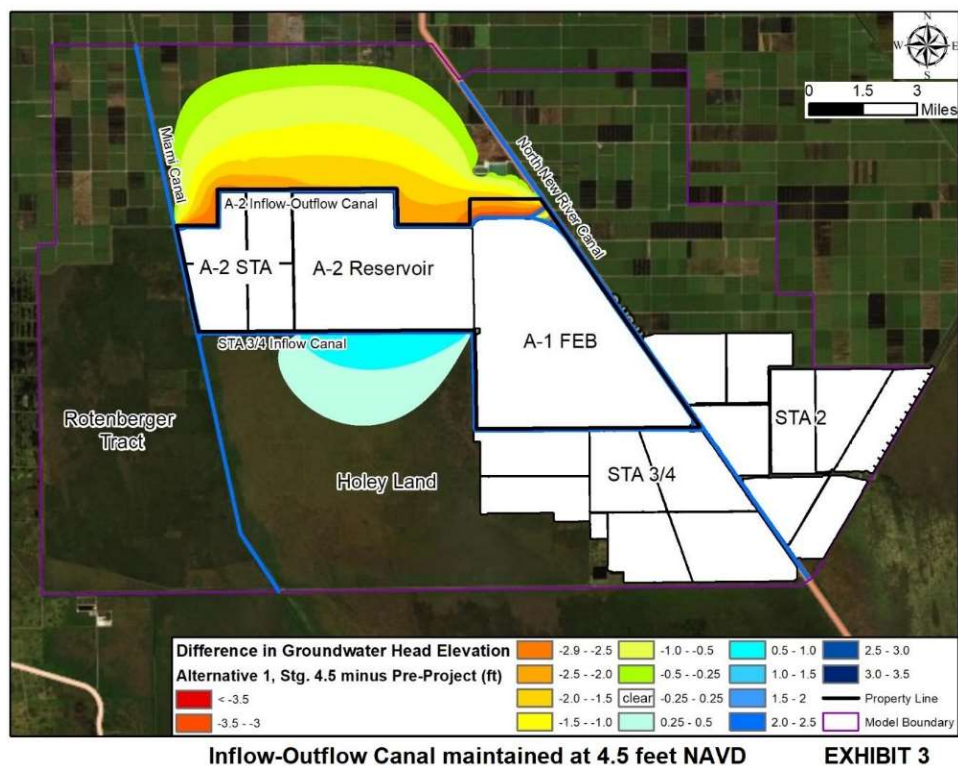 N
W E
S
0 1.5 3
Miles
Miami Canal
North New River Canal
A-2 Inflow-Outflow Canal
A-2 STA
A-2 Reservoir
STA 3/4 Inflow Canal
A-1 FEB
Rotenberger
Tract
STA 2
Holey Land
STA 3/4
Difference in Groundwater Head Elevation
Alternative 1, Stg. 4.5 minus Pre-Project (ft)
< -3.5
-3.5 - -3
-2.9 - -2.5
-2.5 - -2.0
-2.0 - -1.5
-1.5 - -1.0
-1.0 - -0.5
-0.5 - -0.25
clear -0.25 - 0.25
0.25 - 0.5
0.5 - 1.0
1.0 - 1.5
1.5 - 2
2.0 - 2.5
2.5 - 3.0
3.0 - 3.5
Property Line
Model Boundary
Inflow-Outflow Canal maintained at 4.5 feet NAVD EXHIBIT 3